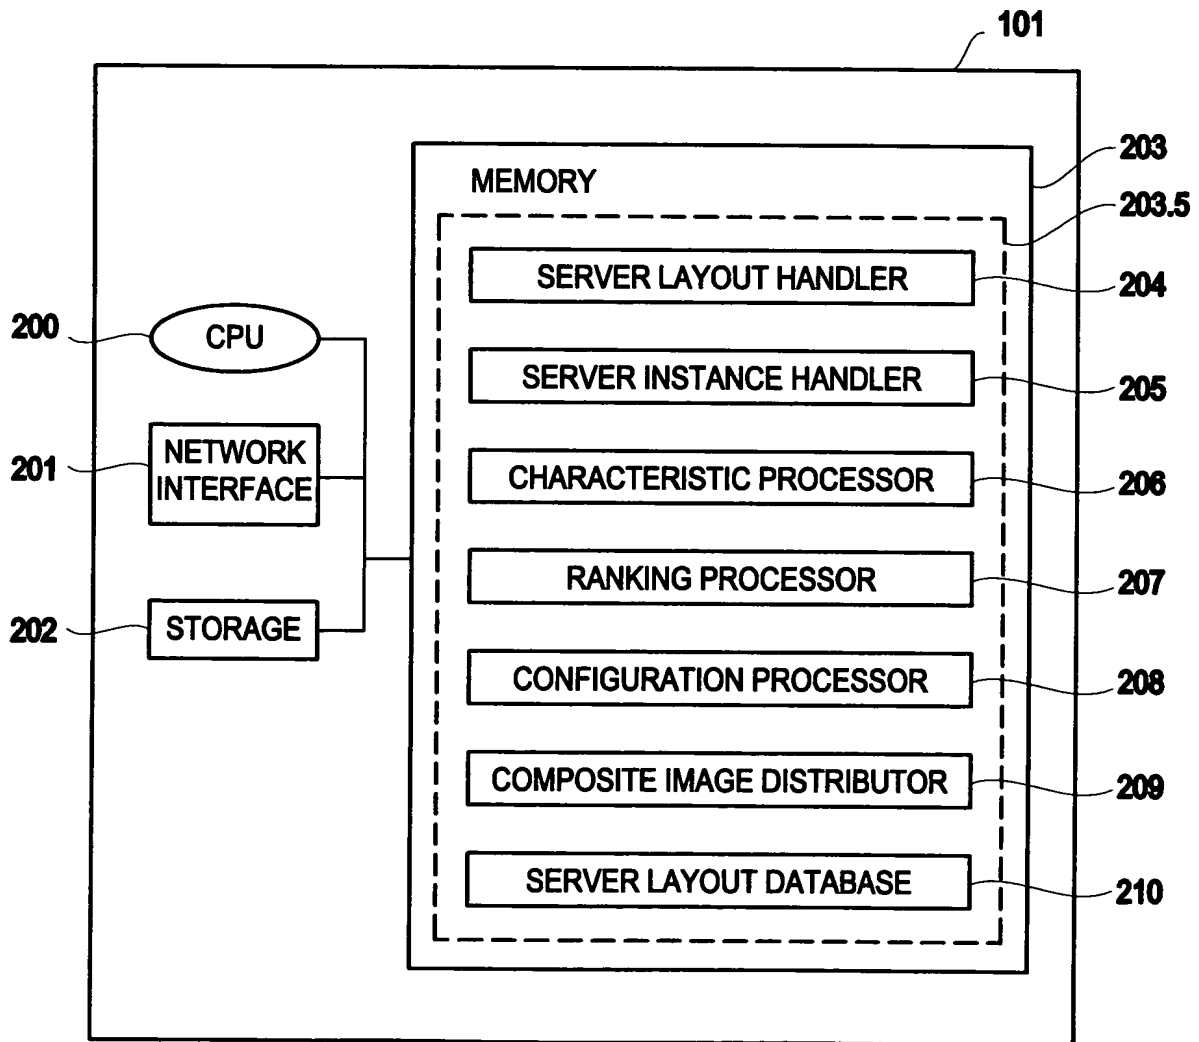 101
203
MEMORY
203.5
SERVER LAYOUT HANDLER
204
200
CPU
SERVER INSTANCE HANDLER
205
201
NETWORK
INTERFACE
CHARACTERISTIC PROCESSOR
206
RANKING PROCESSOR
207
202
STORAGE
CONFIGURATION PROCESSOR
208
COMPOSITE IMAGE DISTRIBUTOR
209
SERVER LAYOUT DATABASE
210